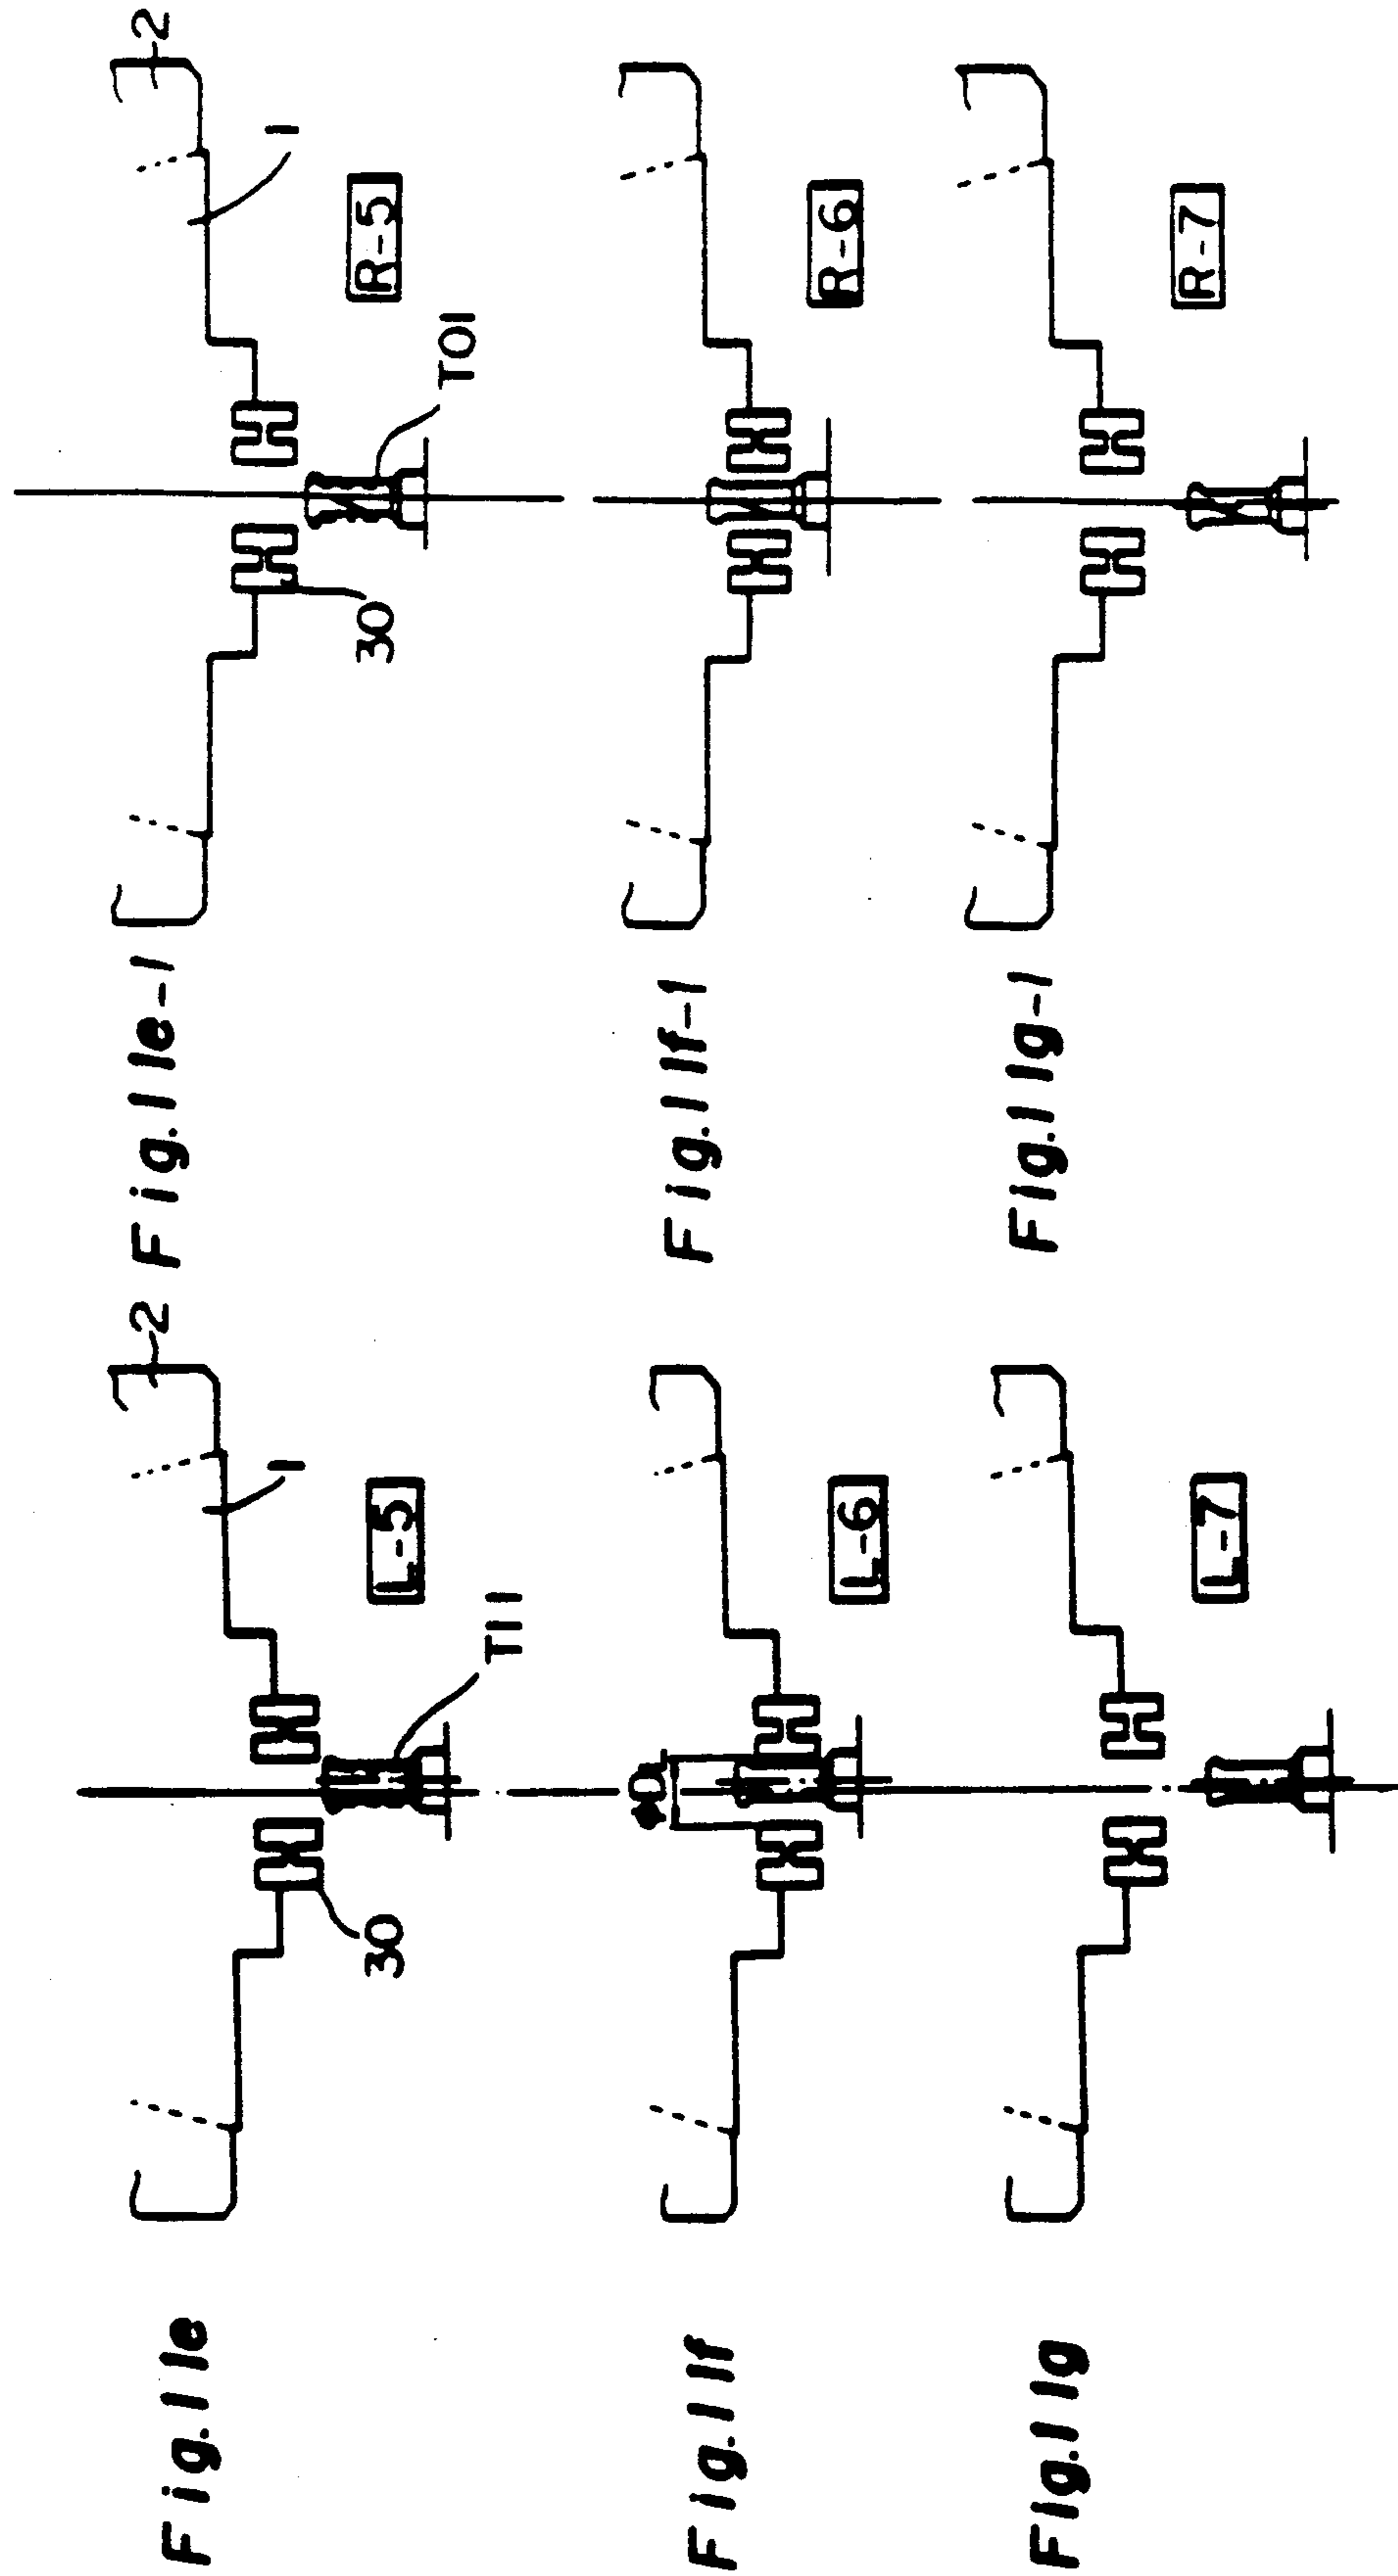 Fig.11e
30
T11
L-5
1
2
Fig.11e-1
30
T01
R-5
1
2
Fig.11f
L-6
Fig.11f-1
R-6
Fig.11g
L-7
Fig.11g-1
R-7